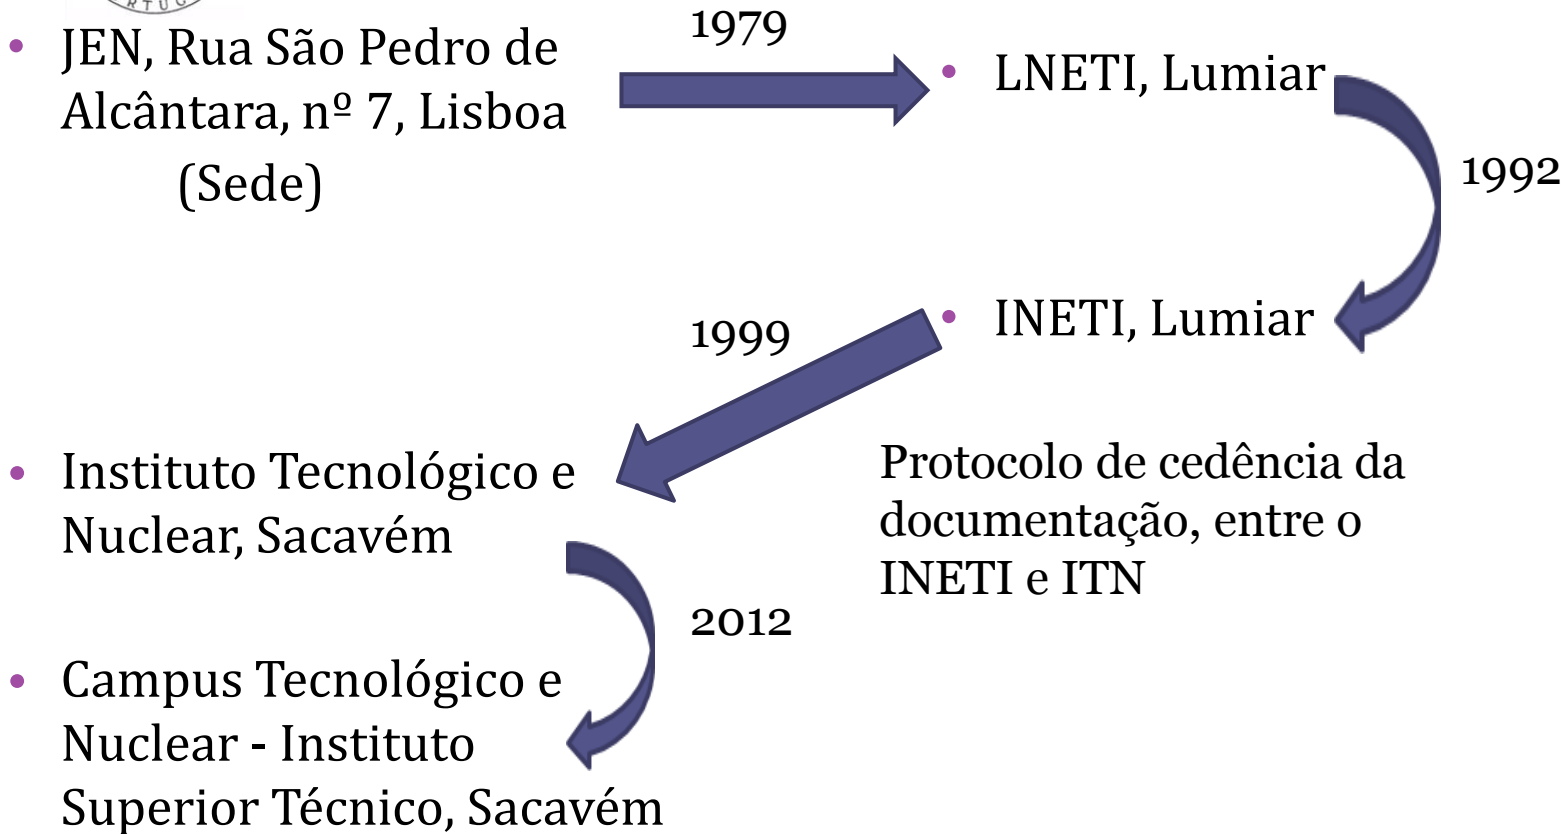 JEN, Rua São Pedro de
Alcântara, nº 7, Lisboa
(Sede)
1979
LNETI, Lumiar
1992
INETI, Lumiar
1999
Protocolo de cedência da
documentação, entre o
INETI e ITN
Instituto Tecnológico e
Nuclear, Sacavém
2012
Campus Tecnológico e
Nuclear - Instituto
Superior Técnico, Sacavém